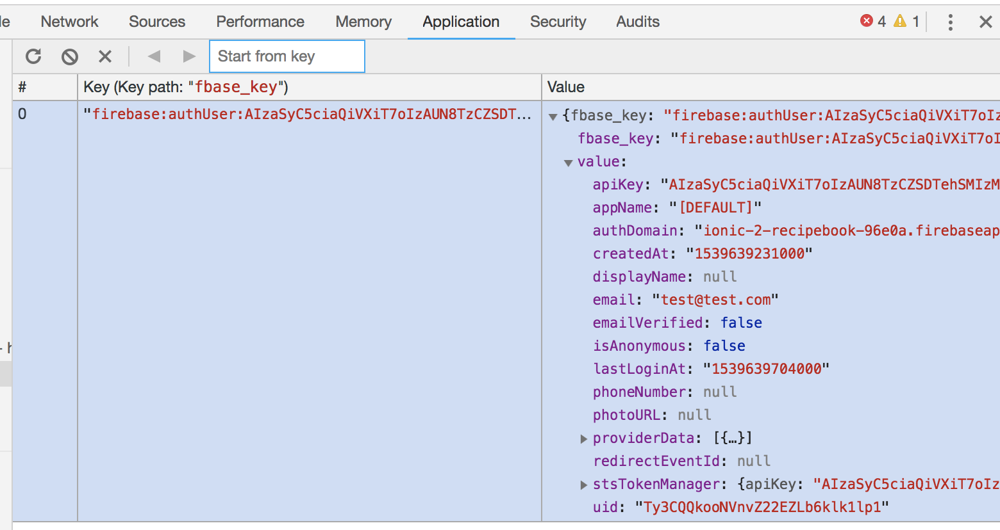 le Network Sources Performance Memory Application Security Audits 4 1
Start from key
# Key (Key path: "fbase_key") Value
0 "firebase:authUser:AIzaSyC5ciaQiVXiT7oIzAUN8TzCZSDT… {fbase_key: "firebase:authUser:AIzaSyC5ciaQiVXiT7oIz
fbase_key: "firebase:authUser:AIzaSyC5ciaQiVXiT7oI
value:
apiKey: "AIzaSyC5ciaQiVXiT7oIzAUN8TzCZSDTehSMIzM
appName: "[DEFAULT]"
authDomain: "ionic-2-recipebook-96e0a.firebaseap
createdAt: "1539639231000"
displayName: null
email: "test@test.com"
emailVerified: false
- h isAnonymous: false
lastLoginAt: "1539639704000"
phoneNumber: null
photoURL: null
providerData: [{…}]
redirectEventId: null
stsTokenManager: {apiKey: "AIzaSyC5ciaQiVXiT7oIz
uid: "Ty3CQQkooNVnvZ22EZLb6klk1lp1"